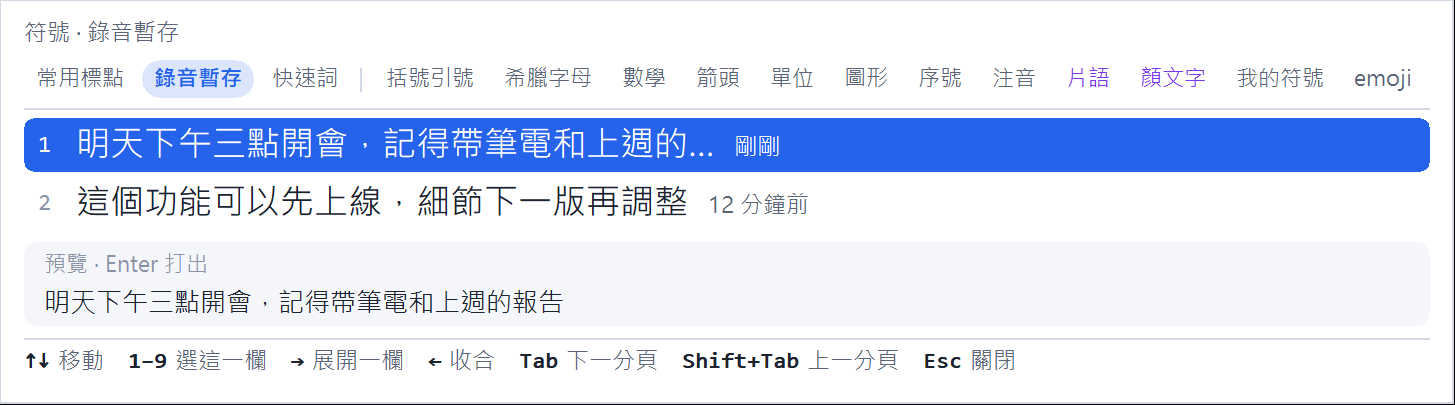 符號 · 錄音暫存
常用標點 錄音暫存 快速詞 | 括號引號 希臘字母 數學 箭頭 單位 圖形 序號 注音 片語 顏文字 我的符號 emoji
1 明天下午三點開會，記得帶筆電和上週的... 剛剛
2 這個功能可以先上線，細節下一版再調整 12 分鐘前
預覽 · Enter 打出
明天下午三點開會，記得帶筆電和上週的報告
↑↓ 移動 1–9 選這一欄 → 展開一欄 ← 收合 Tab 下一分頁 Shift+Tab 上一分頁 Esc 關閉